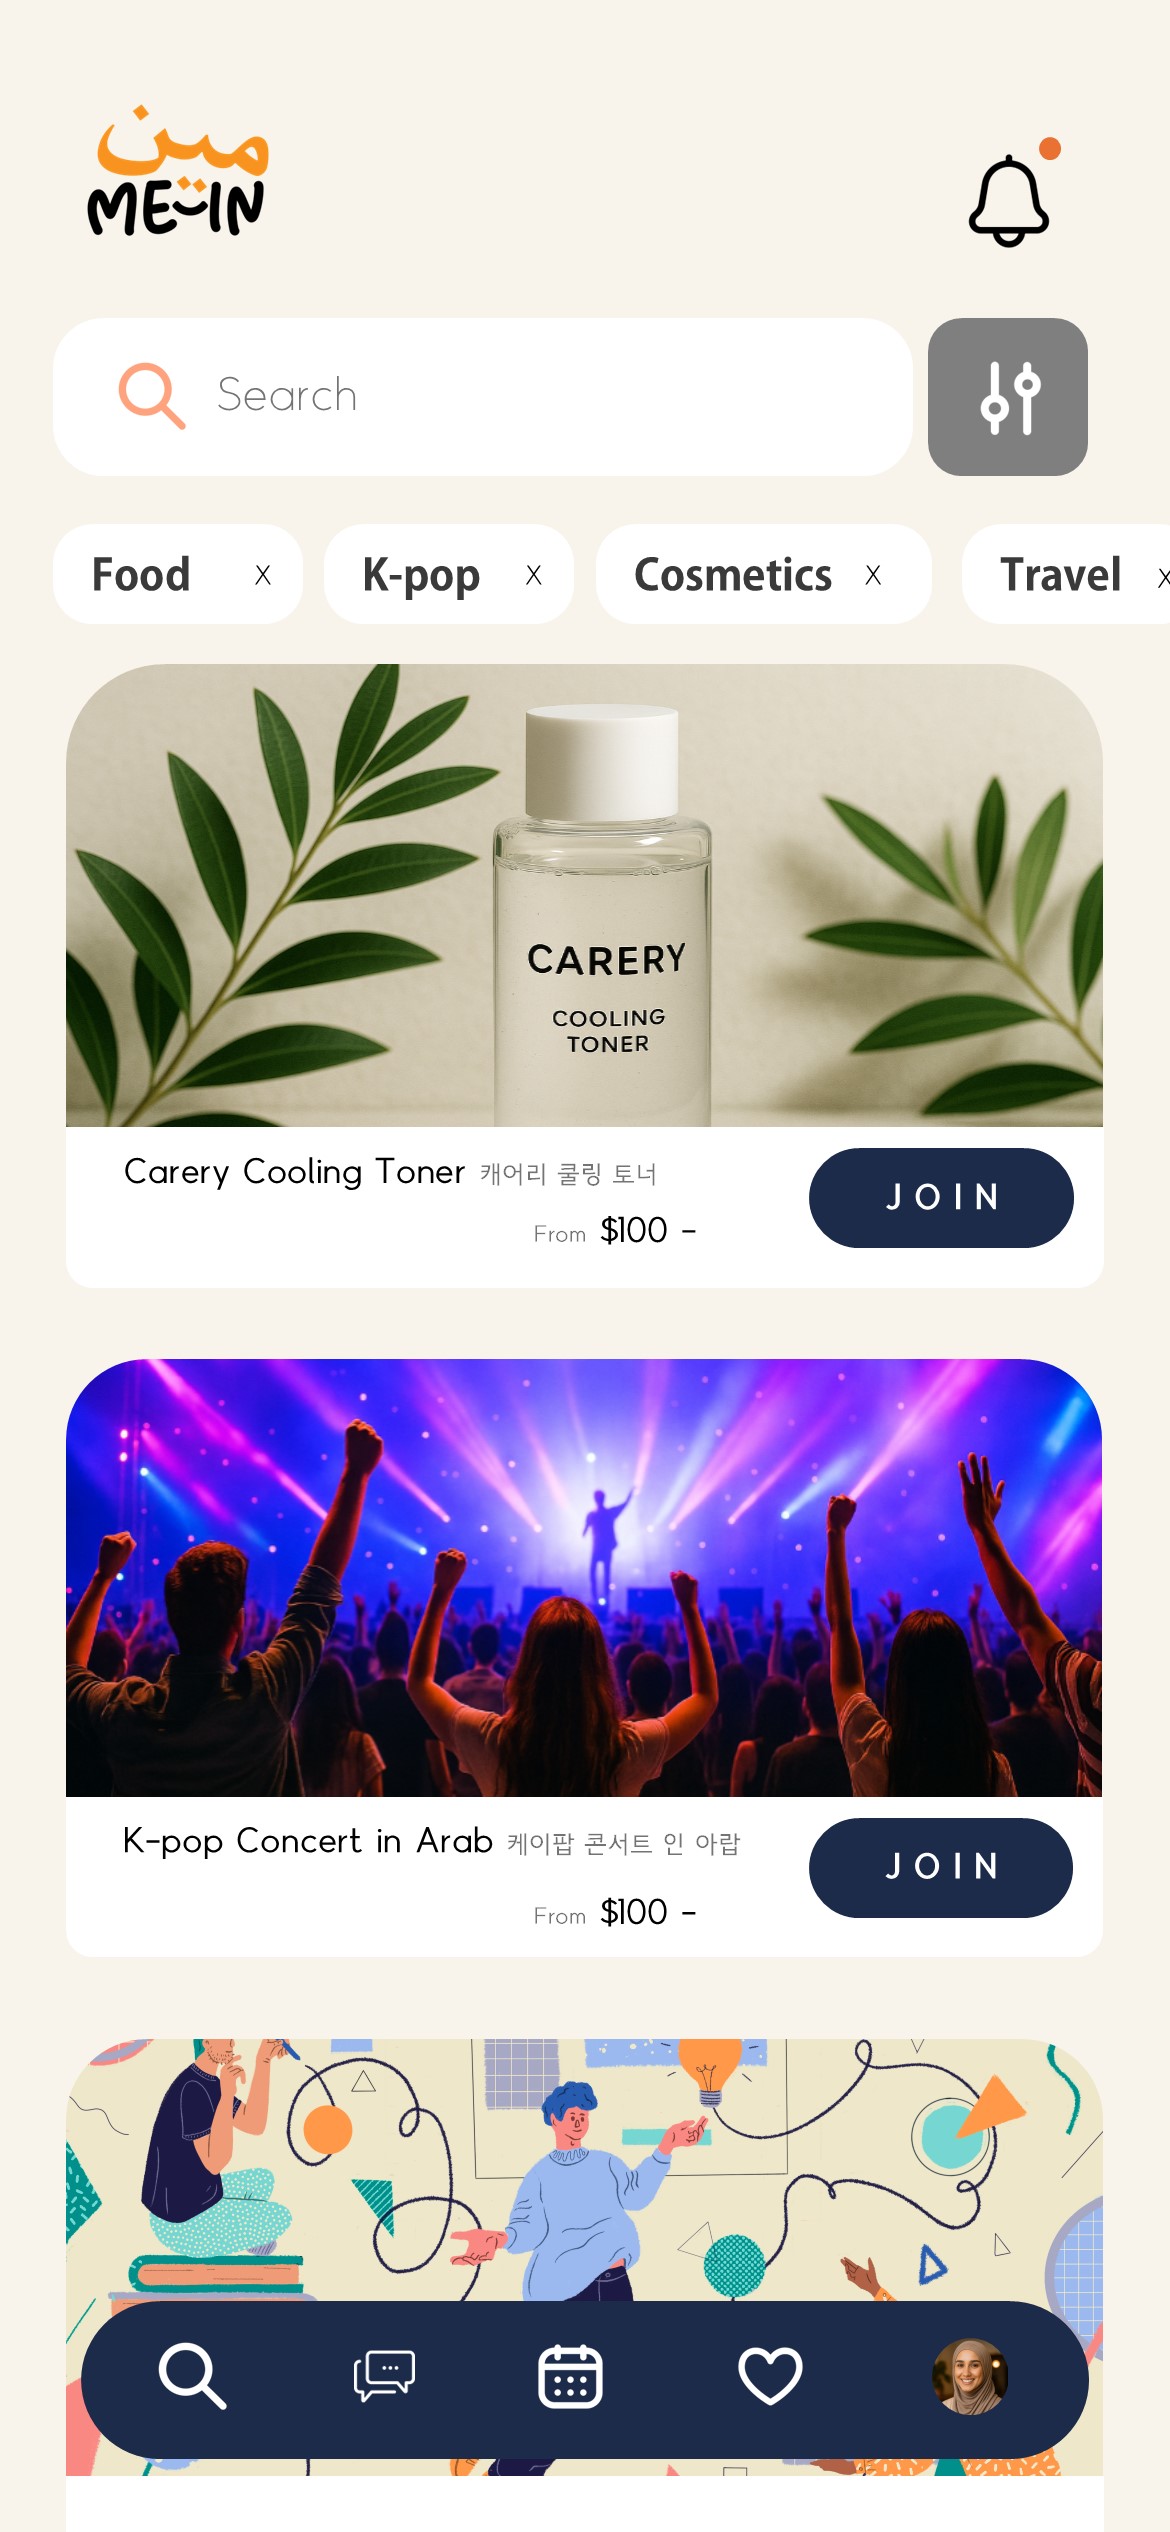 مين
ME-IN
Search
Food X K-pop X Cosmetics X Travel X
CARERY
COOLING
TONER
Carery Cooling Toner 캐어리 쿨링 토너
From $100 -
JOIN
K-pop Concert in Arab 케이팝 콘서트 인 아랍
From $100 -
JOIN